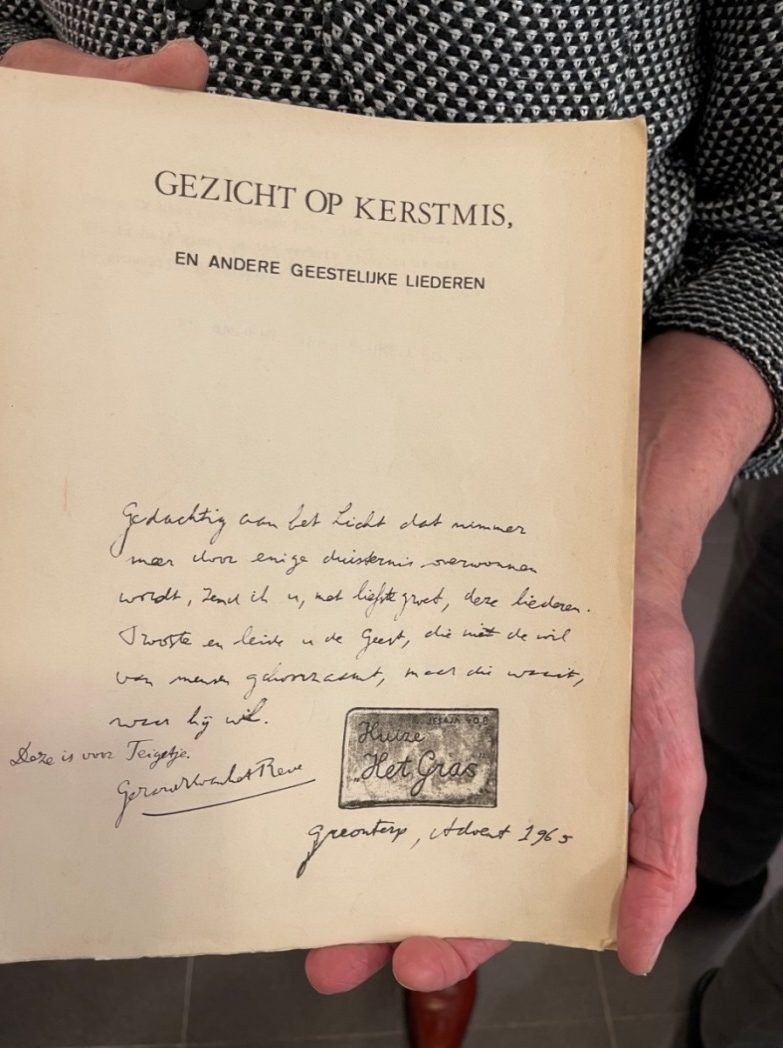 GEZICHT OP KERSTMIS,
EN ANDERE GEESTELIJKE LIEDEREN
Gedachtig aan het Licht dat nimmer
meer door enige duisternis overwonnen
wordt, zend ik u, met liefste groet, deze liederen.
Trooste en leide u de Geest, die niet de wil
van mensen gehoorzaamt, maar die waait,
waar hij wil.
Deze is voor Teigetje.
Gerard Kornelis van het Reve
JESAJA 40:8
Huize
"Het Gras"
Greonterp, Advent 1965